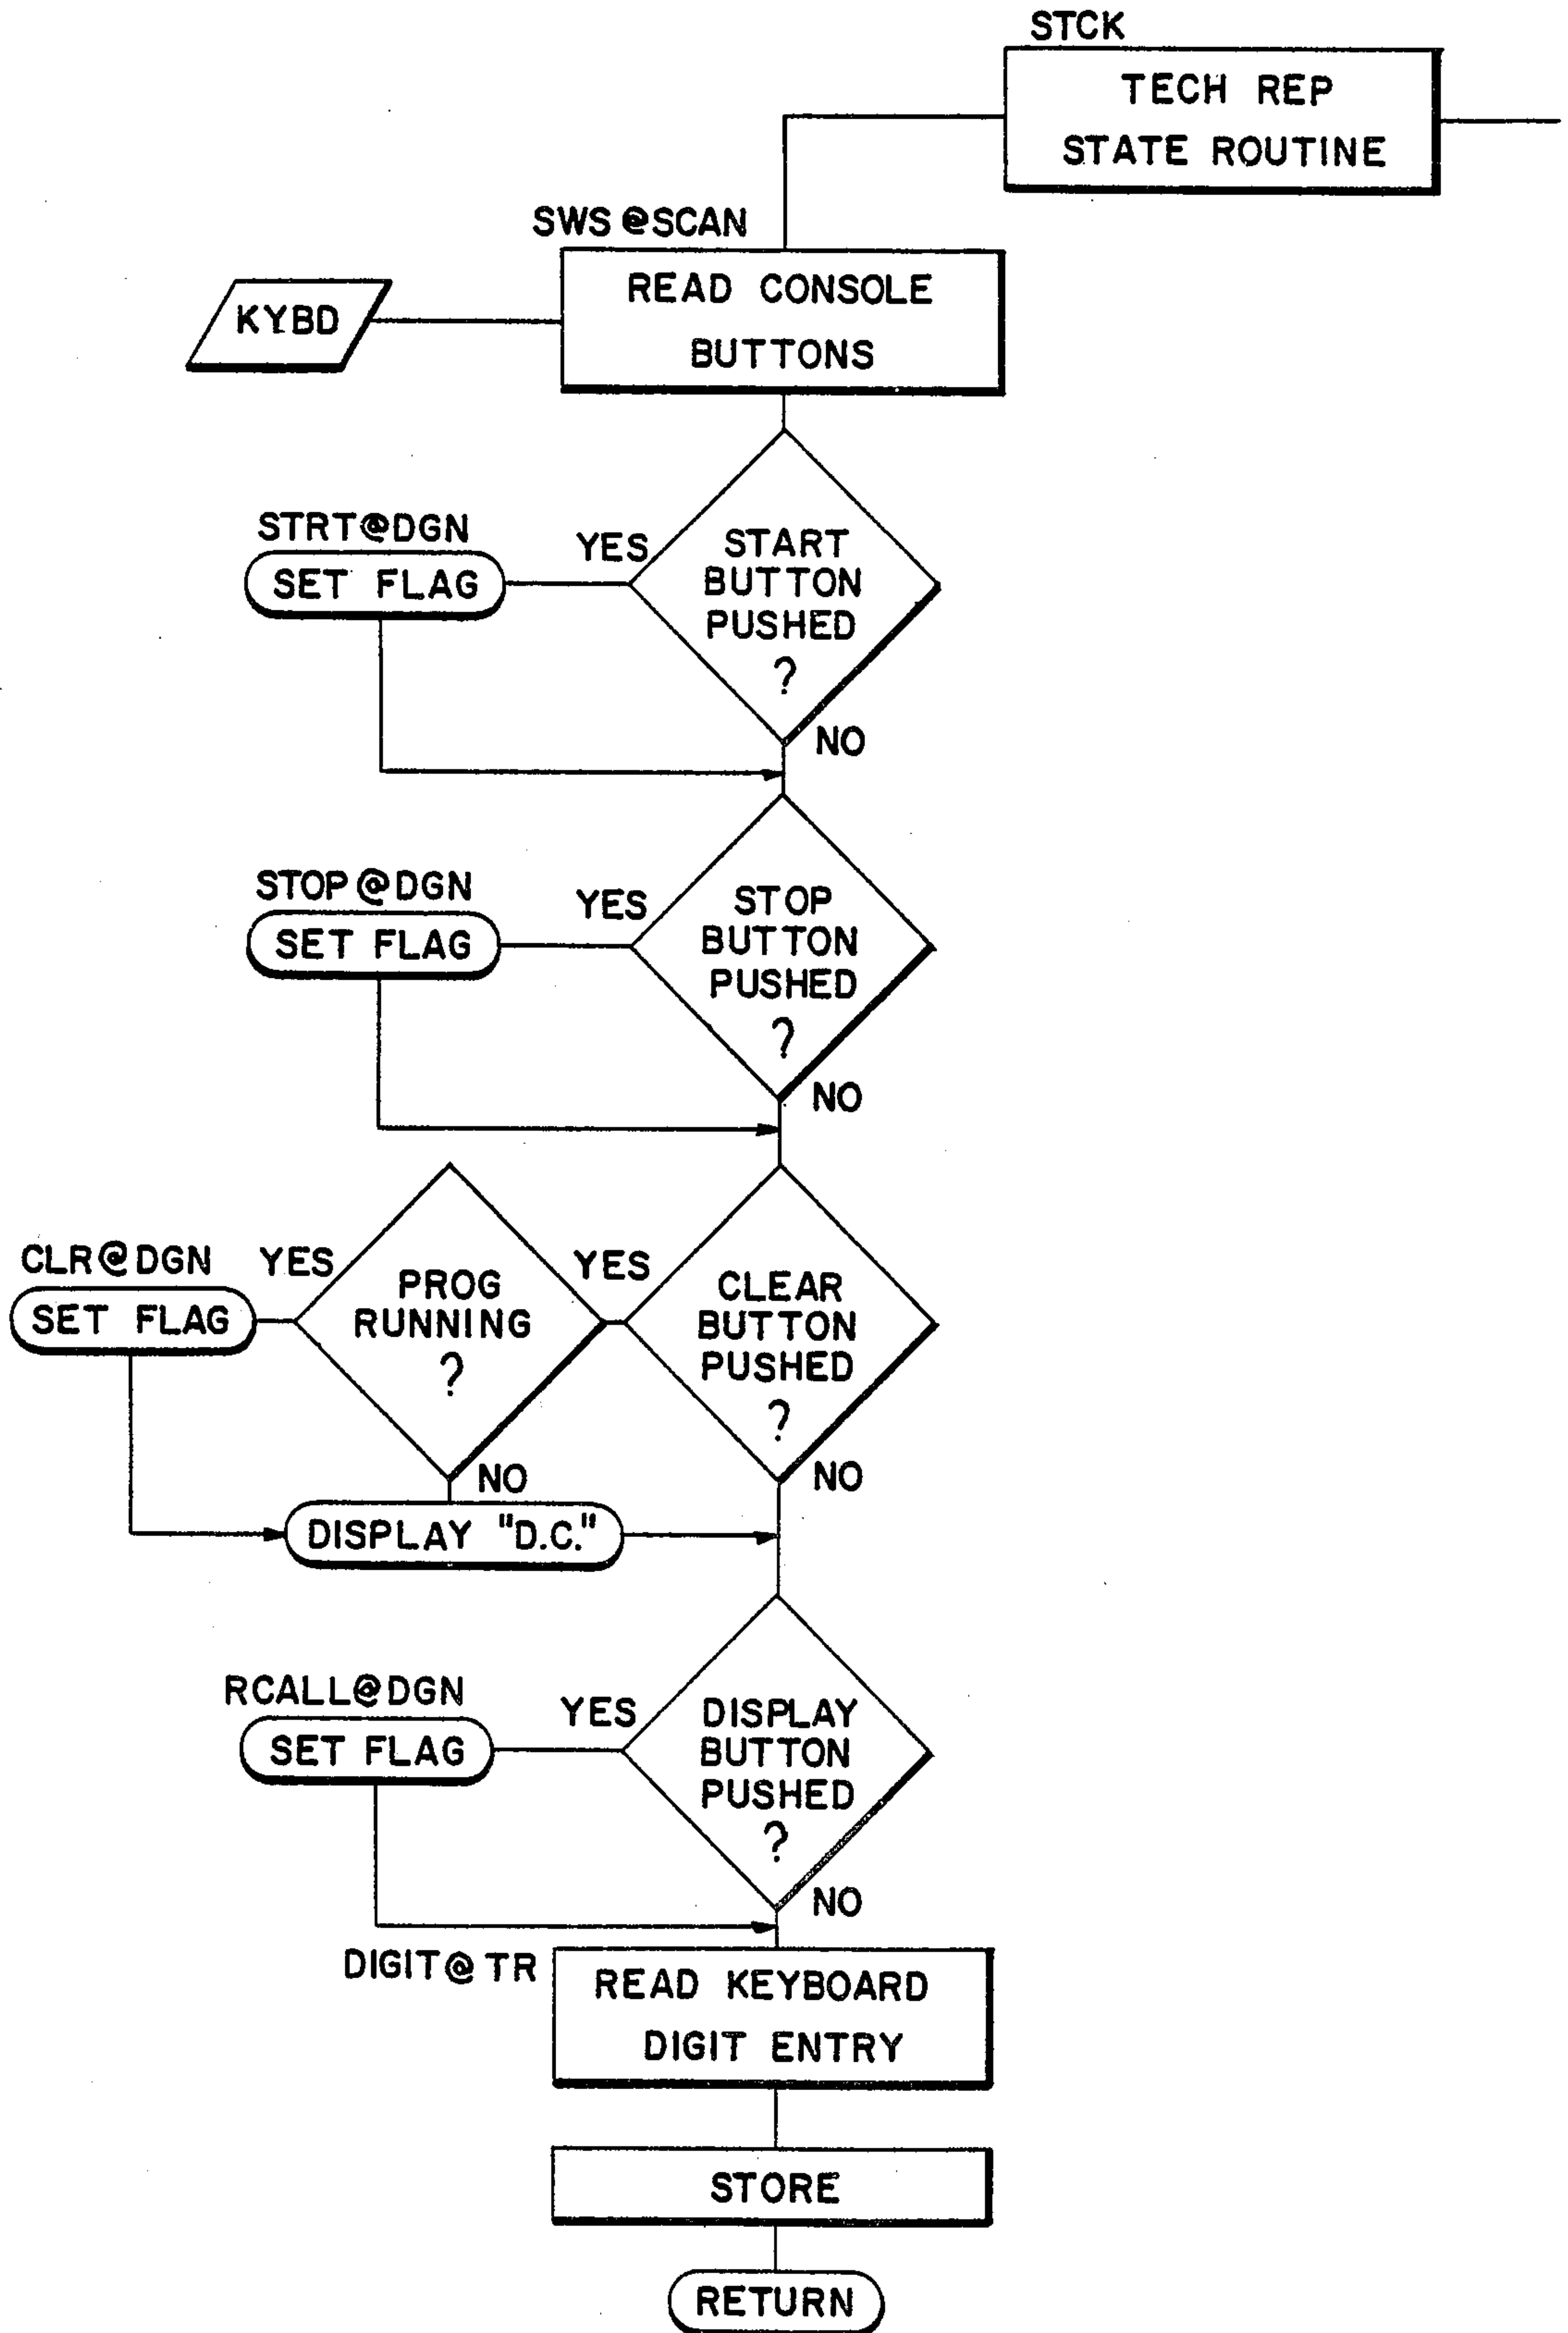 STCK
TECH REP
STATE ROUTINE
SWS@SCAN
READ CONSOLE
BUTTONS
KYBD
STRT@DGN
SET FLAG
YES
START
BUTTON
PUSHED
?
NO
STOP@DGN
SET FLAG
YES
STOP
BUTTON
PUSHED
?
NO
CLR@DGN
SET FLAG
YES
PROG
RUNNING
?
NO
YES
CLEAR
BUTTON
PUSHED
?
NO
DISPLAY "D.C."
RCALL@DGN
SET FLAG
YES
DISPLAY
BUTTON
PUSHED
?
NO
DIGIT@TR
READ KEYBOARD
DIGIT ENTRY
STORE
RETURN